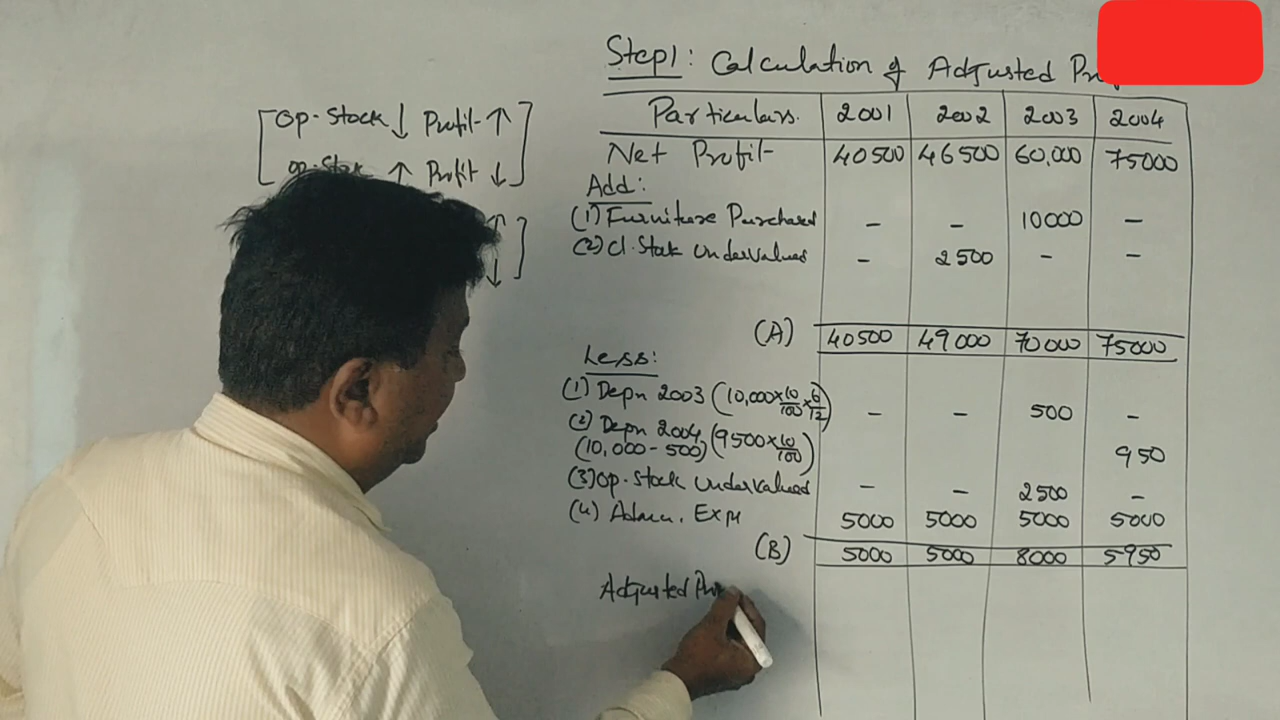 Step1: Calculation of Adjusted
Op. Stock ↓ Profit ↑
Op. Stok ↑ Profit ↓
↑
↓
Particulars. 2001 2002 2003 2004
Net Profit 40500 46500 60,000 75000
Add:
(1) Furniture Purchased - - 10000 -
(2) Cl. Stock Undervalued - 2500 - -
(A) 40500 49000 70000 75000
Less:
(1) Depn 2003 (10,000×10/100×6/12) - - 500 -
(2) Depn 2004 (9500×10/100)
(10,000-500) 950
(3) Op. Stock Undervalued - - 2500 -
(4) Admn. EXP 5000 5000 5000 5000
(B) 5000 5000 8000 5950
Adjusted